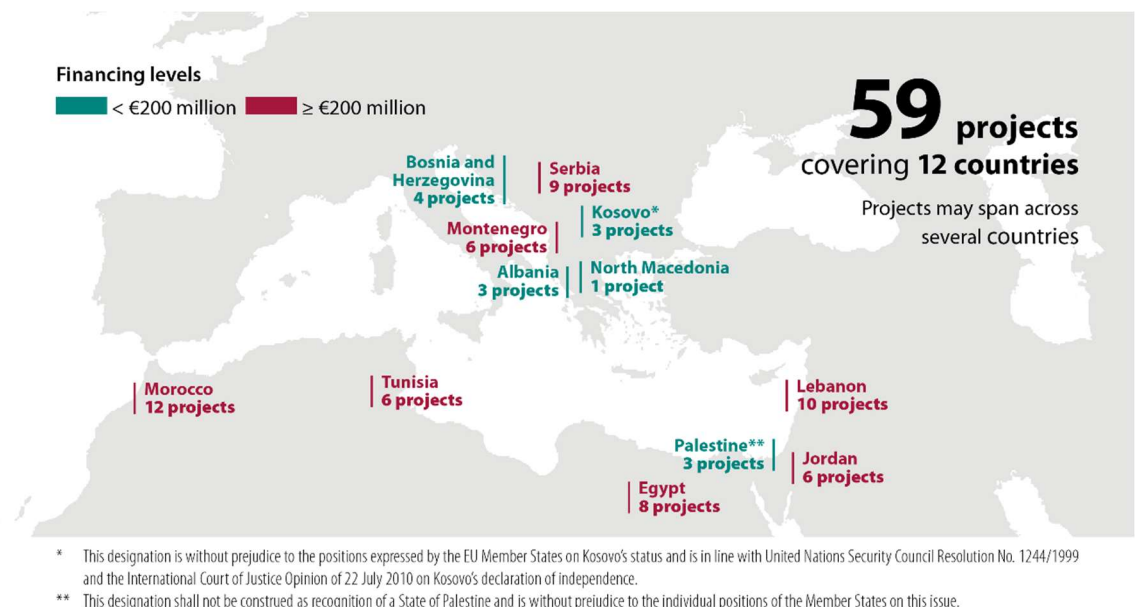 Financing levels
< €200 million ≥ €200 million
59 projects
covering 12 countries
Projects may span across
several countries
Bosnia and
Herzegovina
4 projects
Serbia
9 projects
Kosovo*
3 projects
Montenegro
6 projects
Albania
3 projects
North Macedonia
1 project
Morocco
12 projects
Tunisia
6 projects
Lebanon
10 projects
Palestine**
3 projects
Jordan
6 projects
Egypt
8 projects
* This designation is without prejudice to the positions expressed by the EU Member States on Kosovo's status and is in line with United Nations Security Council Resolution No. 1244/1999
and the International Court of Justice Opinion of 22 July 2010 on Kosovo's declaration of independence.
** This designation shall not be construed as recognition of a State of Palestine and is without prejudice to the individual positions of the Member States on this issue.